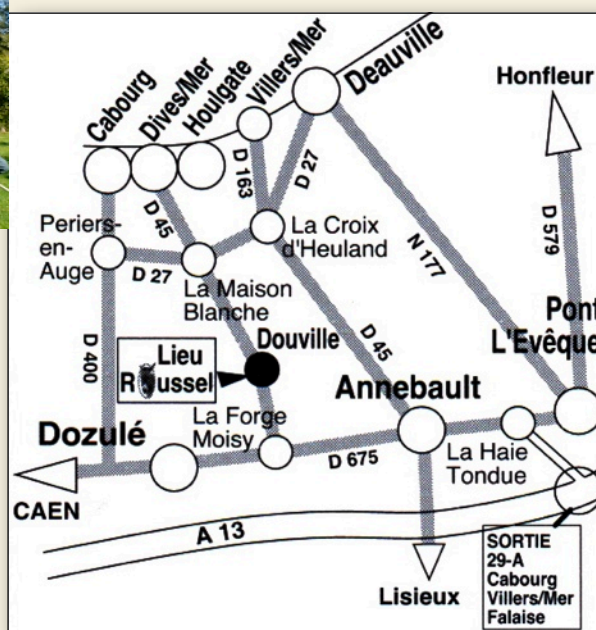 Cabourg
Dives/Mer
Houlgate
Villers/Mer
Deauville
Honfleur
D 163
D 27
D 45
N 177
D 579
Periers-
en-
Auge
La Croix
d'Heuland
D 27
La Maison
Blanche
D 400
D 45
Pont
L'Evêque
Douville
Lieu
Roussel
Annebault
La Forge
Moisy
Dozulé
D 675
La Haie
Tondue
CAEN
A 13
Lisieux
SORTIE
29-A
Cabourg
Villers/Mer
Falaise